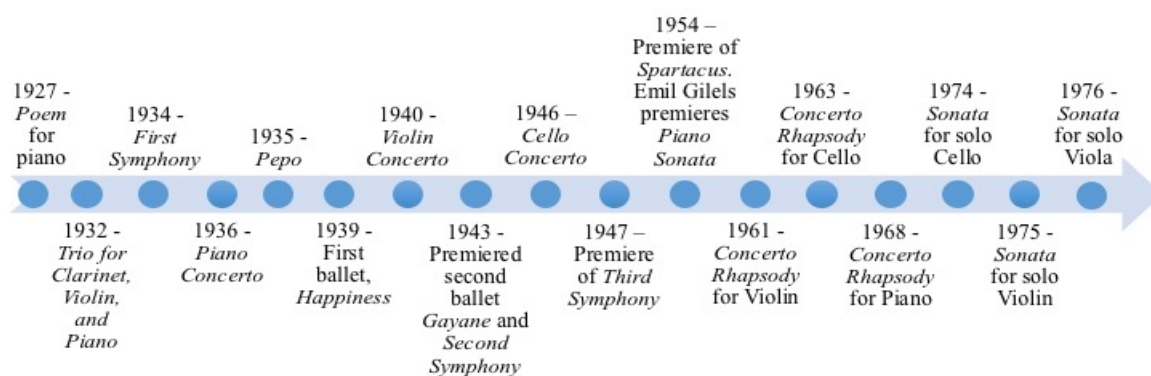 1927 -
Poem
for
piano
1932 -
Trio for
Clarinet,
Violin,
and
Piano
1934 -
First
Symphony
1936 -
Piano
Concerto
1935 -
Pepo
1939 -
First
ballet,
Happiness
1940 -
Violin
Concerto
1943 -
Premiered
second
ballet
Gayane and
Second
Symphony
1946 –
Cello
Concerto
1947 –
Premiere
of Third
Symphony
1954 –
Premiere of
Spartacus.
Emil Gilels
premieres
Piano
Sonata
1961 -
Concerto
Rhapsody
for Violin
1963 -
Concerto
Rhapsody
for Cello
1968 -
Concerto
Rhapsody
for Piano
1974 -
Sonata
for solo
Cello
1975 -
Sonata
for solo
Violin
1976 -
Sonata
for solo
Viola